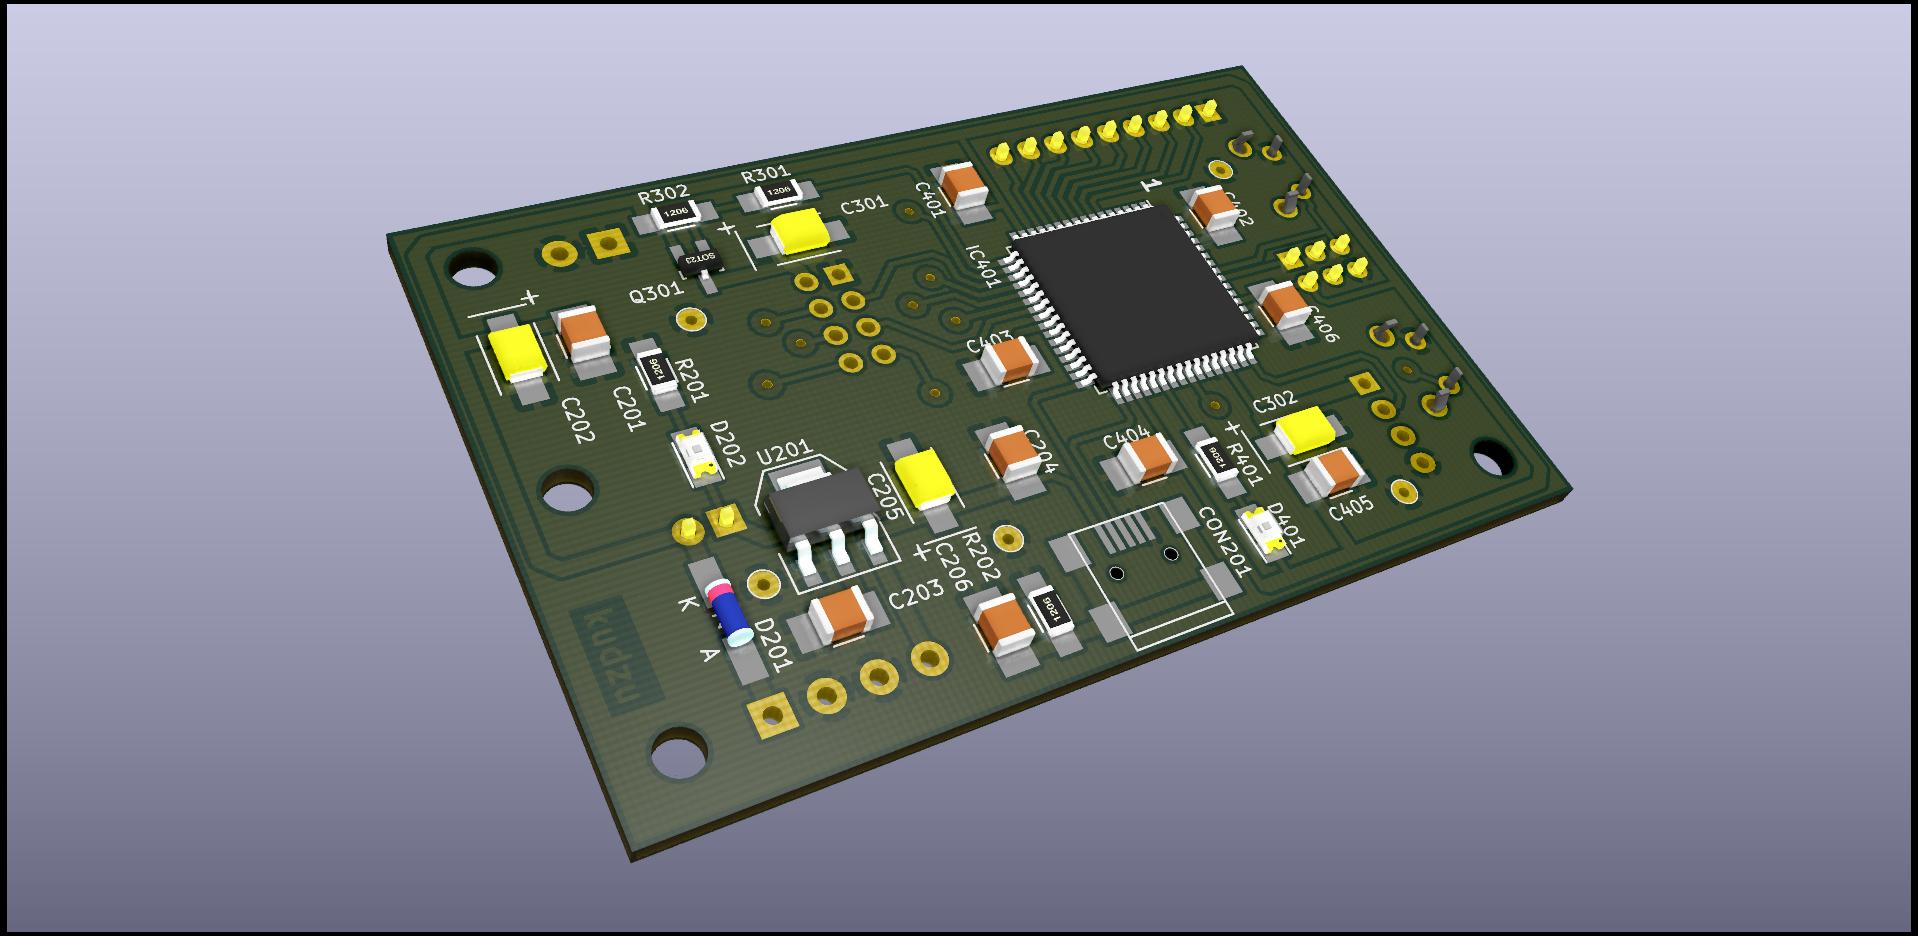 R302
R301
1206
1206
C301
C401
1
C402
SOT23
Q301
IC401
C406
C403
1206
R201
C201
C202
D202
U201
C302
C404
C204
C205
1206
R401
C405
D401
CON201
R202
C206
C203
1206
K
A
D201
kudzu
+
+
+
+